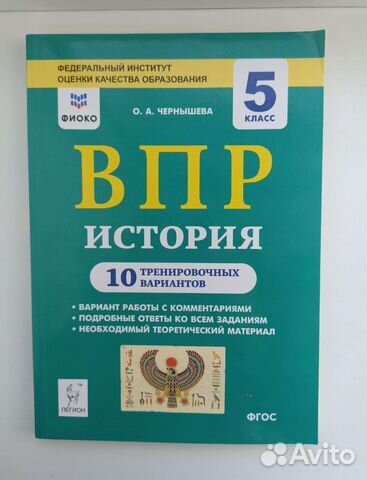 ФЕДЕРАЛЬНЫЙ ИНСТИТУТ
ОЦЕНКИ КАЧЕСТВА ОБРАЗОВАНИЯ
ФИОКО
О. А. ЧЕРНЫШЕВА
5
КЛАСС
ВПР
ИСТОРИЯ
10 ТРЕНИРОВОЧНЫХ
ВАРИАНТОВ
• ВАРИАНТ РАБОТЫ С КОММЕНТАРИЯМИ
• ПОДРОБНЫЕ ОТВЕТЫ КО ВСЕМ ЗАДАНИЯМ
• НЕОБХОДИМЫЙ ТЕОРЕТИЧЕСКИЙ МАТЕРИАЛ
ЛЕГИОН
ФГОС
Avito